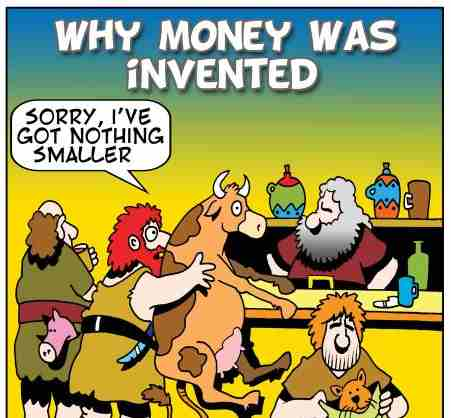 WHY MONEY WAS
INVENTED
SORRY, I'VE
GOT NOTHING
SMALLER